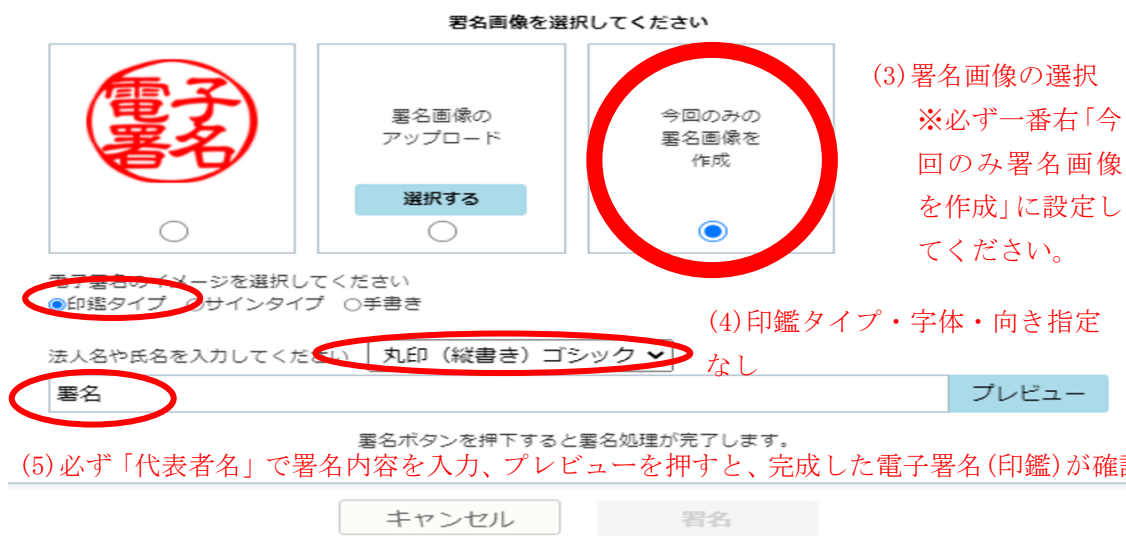 署名画像を選択してください
電子
署名
署名画像の
アップロード
選択する
今回のみの
署名画像を
作成
(3)署名画像の選択
※必ず一番右「今
回のみ署名画像
を作成」に設定し
てください。
電子署名のイメージを選択してください
印鑑タイプ サインタイプ 手書き
(4)印鑑タイプ・字体・向き指定
なし
法人名や氏名を入力してください 丸印（縦書き）ゴシック
署名 プレビュー
署名ボタンを押下すると署名処理が完了します。
(5)必ず「代表者名」で署名内容を入力、プレビューを押すと、完成した電子署名(印鑑)が確
キャンセル 署名